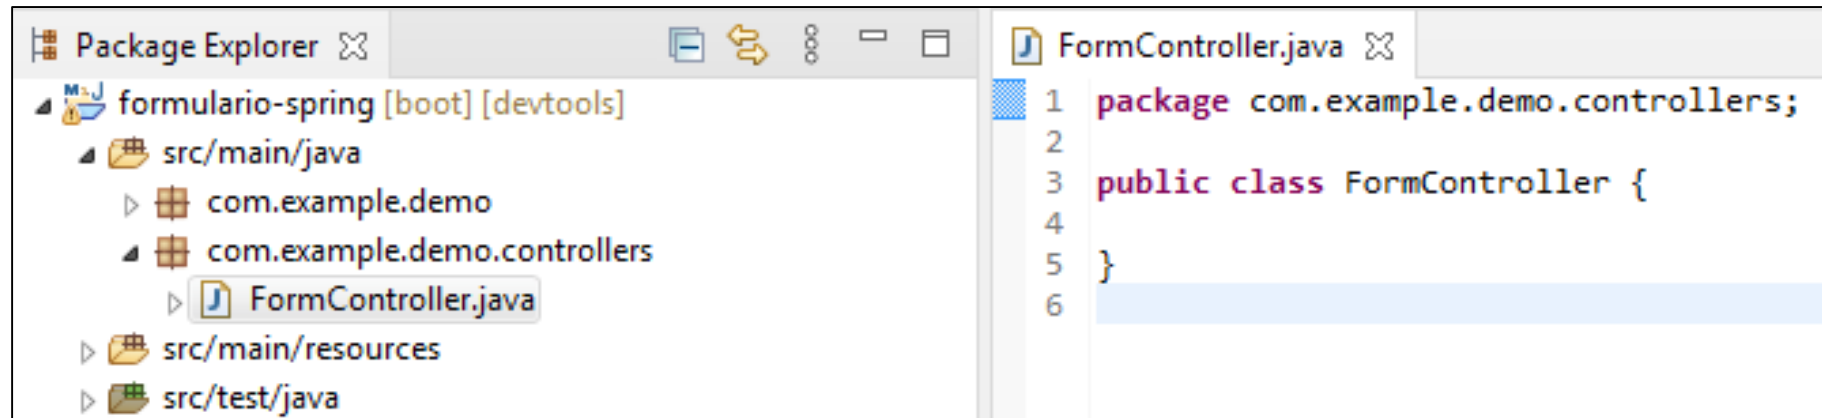 Package Explorer
formulario-spring [boot] [devtools]
src/main/java
com.example.demo
com.example.demo.controllers
FormController.java
src/main/resources
src/test/java
FormController.java
1 package com.example.demo.controllers;
2
3 public class FormController {
4
5 }
6